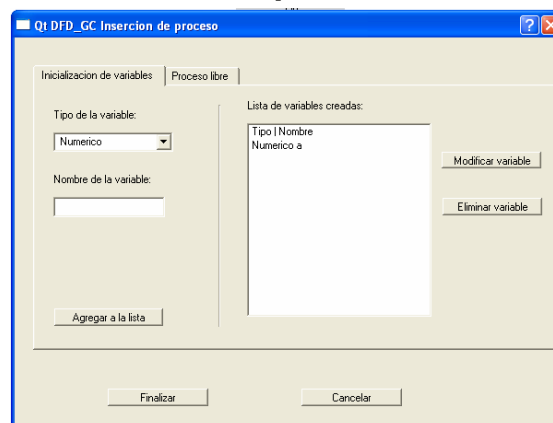 Qt DFD_GC Insercion de proceso
Inicializacion de variables
Proceso libre
Tipo de la variable:
Numerico
Nombre de la variable:
Agregar a la lista
Lista de variables creadas:
Tipo | Nombre
Numerico a
Modificar variable
Eliminar variable
Finalizar
Cancelar